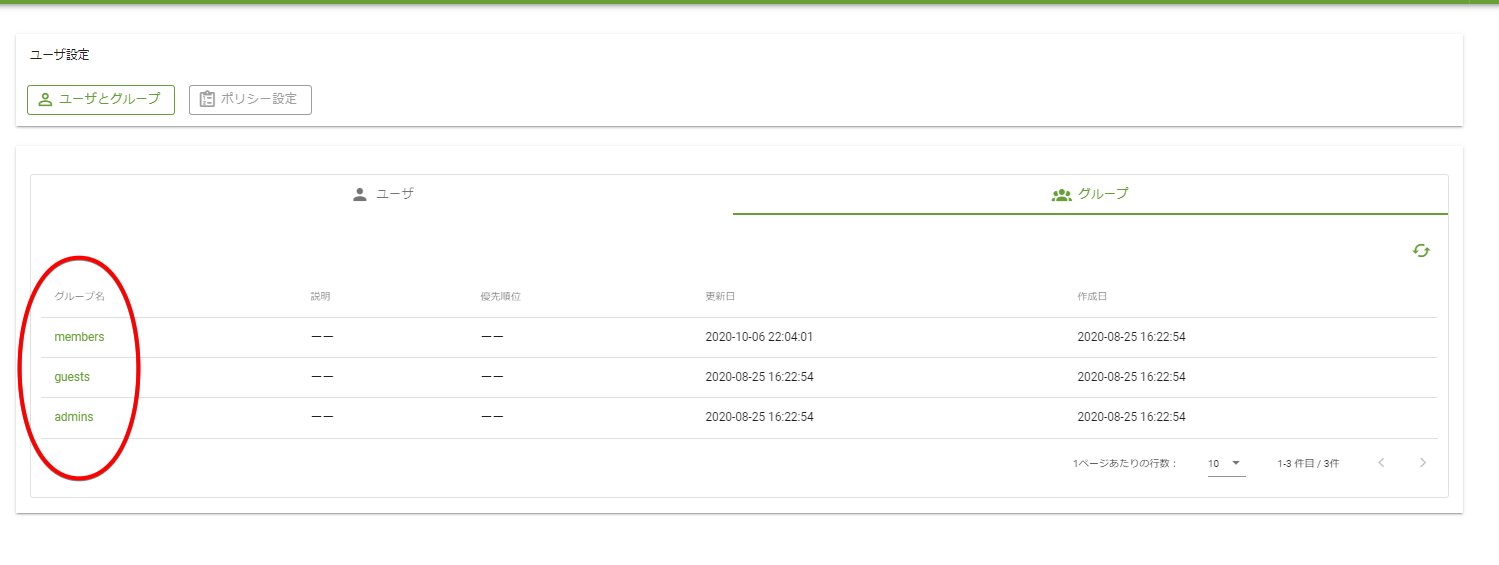 ユーザ設定
ユーザとグループ ポリシー設定
ユーザ グループ
グループ名 説明 優先順位 更新日 作成日
members ーー ーー 2020-10-06 22:04:01 2020-08-25 16:22:54
guests ーー ーー 2020-08-25 16:22:54 2020-08-25 16:22:54
admins ーー ーー 2020-08-25 16:22:54 2020-08-25 16:22:54
1ページあたりの行数： 10 1-3 件目 / 3件